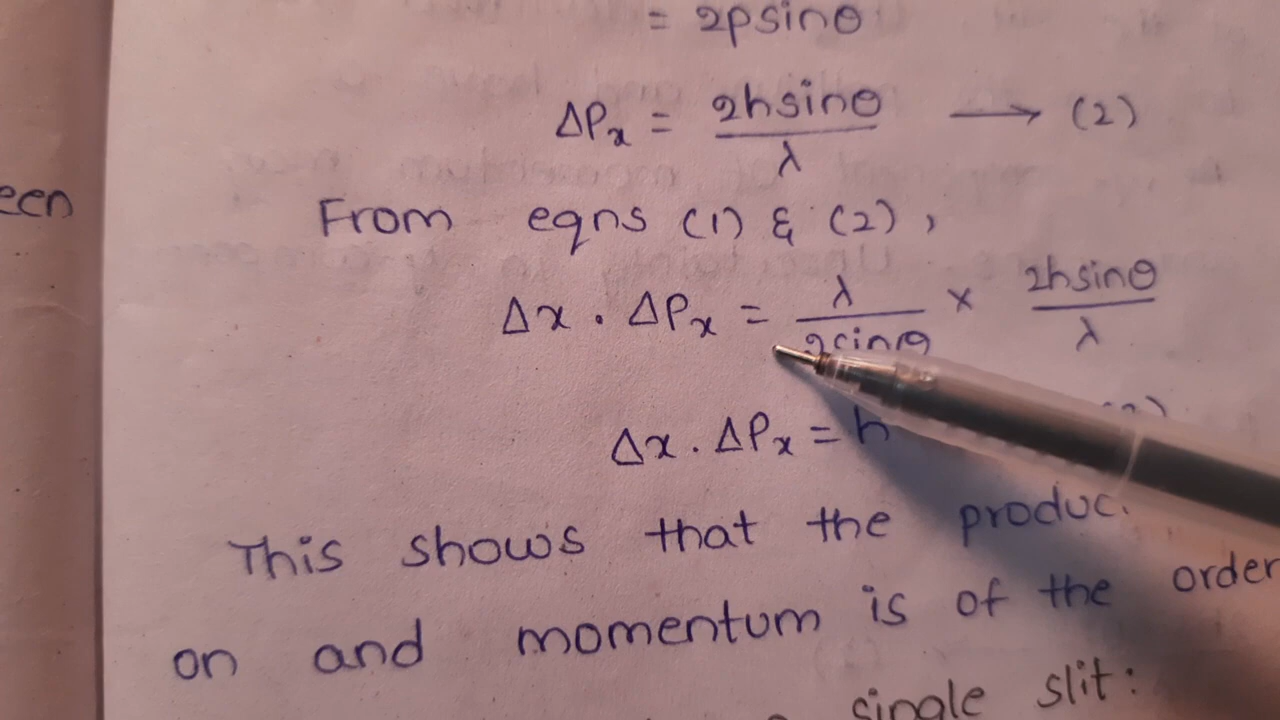 = 2psinθ
ΔPx = 2hsinθ / λ → (2)
een
From eqns (1) & (2),
Δx . ΔPx = λ / 2sinθ × 2hsinθ / λ
Δx . ΔPx = h
This shows that the produc
on and momentum is of the order
single slit: